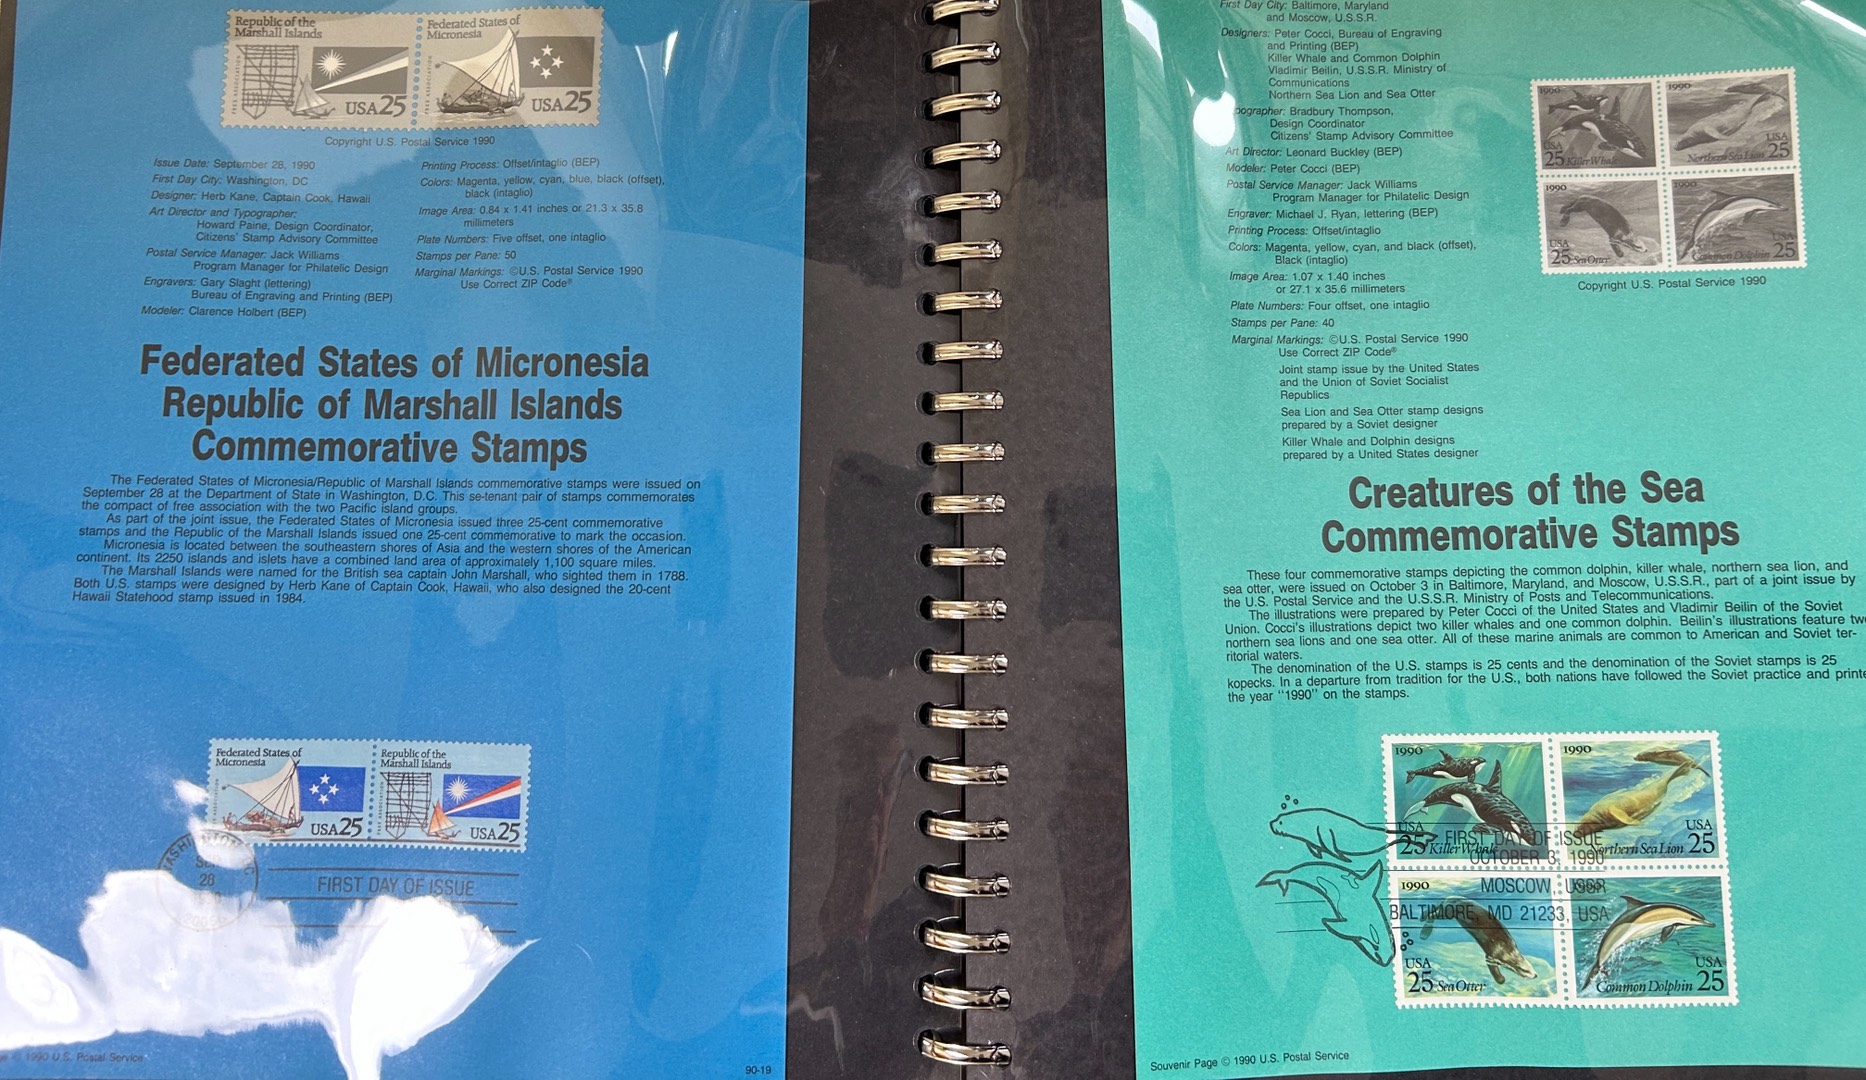 Republic of the
Marshall Islands
USA25
Federated States of
Micronesia
USA25
Copyright U.S. Postal Service 1990
Issue Date: September 28, 1990
First Day City: Washington, DC
Designer: Herb Kane, Captain Cook, Hawaii
Art Director and Typographer:
Howard Paine, Design Coordinator,
Citizens' Stamp Advisory Committee
Postal Service Manager: Jack Williams
Program Manager for Philatelic Design
Engravers: Gary Slaght (lettering)
Bureau of Engraving and Printing (BEP)
Modeler: Clarence Holbert (BEP)
Printing Process: Offset/intaglio (BEP)
Colors: Magenta, yellow, cyan, blue, black (offset),
black (intaglio)
Image Area: 0.84 x 1.41 inches or 21.3 x 35.8
millimeters
Plate Numbers: Five offset, one intaglio
Stamps per Pane: 50
Marginal Markings: ©U.S. Postal Service 1990
Use Correct ZIP Code®
Federated States of Micronesia
Republic of Marshall Islands
Commemorative Stamps
The Federated States of Micronesia/Republic of Marshall Islands commemorative stamps were issued on
September 28 at the Department of State in Washington, D.C. This se-tenant pair of stamps commemorates
the compact of free association with the two Pacific island groups.
As part of the joint issue, the Federated States of Micronesia issued three 25-cent commemorative
stamps and the Republic of the Marshall Islands issued one 25-cent commemorative to mark the occasion.
Micronesia is located between the southeastern shores of Asia and the western shores of the American
continent. Its 2250 islands and islets have a combined land area of approximately 1,100 square miles.
The Marshall Islands were named for the British sea captain John Marshall, who sighted them in 1788.
Both U.S. stamps were designed by Herb Kane of Captain Cook, Hawaii, who also designed the 20-cent
Hawaii Statehood stamp issued in 1984.
Federated States of
Micronesia
USA25
Republic of the
Marshall Islands
USA25
28
FIRST DAY OF ISSUE
© 1990 U.S. Postal Service
90-19
First Day City: Baltimore, Maryland
and Moscow, U.S.S.R.
Designers: Peter Cocci, Bureau of Engraving
and Printing (BEP)
Killer Whale and Common Dolphin
Vladimir Beilin, U.S.S.R. Ministry of
Communications
Northern Sea Lion and Sea Otter
pographer: Bradbury Thompson,
Design Coordinator
Citizens' Stamp Advisory Committee
Art Director: Leonard Buckley (BEP)
Modeler: Peter Cocci (BEP)
Postal Service Manager: Jack Williams
Program Manager for Philatelic Design
Engraver: Michael J. Ryan, lettering (BEP)
Printing Process: Offset/intaglio
Colors: Magenta, yellow, cyan, and black (offset),
Black (intaglio)
Image Area: 1.07 x 1.40 inches
or 27.1 x 35.6 millimeters
Plate Numbers: Four offset, one intaglio
Stamps per Pane: 40
Marginal Markings: ©U.S. Postal Service 1990
Use Correct ZIP Code®
Joint stamp issue by the United States
and the Union of Soviet Socialist
Republics
Sea Lion and Sea Otter stamp designs
prepared by a Soviet designer
Killer Whale and Dolphin designs
prepared by a United States designer
1990
USA
25 Killer Whale
1990
USA
Northern Sea Lion 25
1990
USA
25 Sea Otter
1990
USA
Common Dolphin 25
Copyright U.S. Postal Service 1990
Creatures of the Sea
Commemorative Stamps
These four commemorative stamps depicting the common dolphin, killer whale, northern sea lion, and
sea otter, were issued on October 3 in Baltimore, Maryland, and Moscow, U.S.S.R., part of a joint issue by
the U.S. Postal Service and the U.S.S.R. Ministry of Posts and Telecommunications.
The illustrations were prepared by Peter Cocci of the United States and Vladimir Beilin of the Soviet
Union. Cocci's illustrations depict two killer whales and one common dolphin. Beilin's illustrations feature two
northern sea lions and one sea otter. All of these marine animals are common to American and Soviet ter-
ritorial waters.
The denomination of the U.S. stamps is 25 cents and the denomination of the Soviet stamps is 25
kopecks. In a departure from tradition for the U.S., both nations have followed the Soviet practice and printe
the year "1990" on the stamps.
1990
USA
25 Killer Whale
1990
USA
Northern Sea Lion 25
FIRST DAY OF ISSUE
OCTOBER 3, 1990
MOSCOW, USSR
BALTIMORE, MD 21233, USA
1990
USA
25 Sea Otter
USA
Common Dolphin 25
Souvenir Page © 1990 U.S. Postal Service